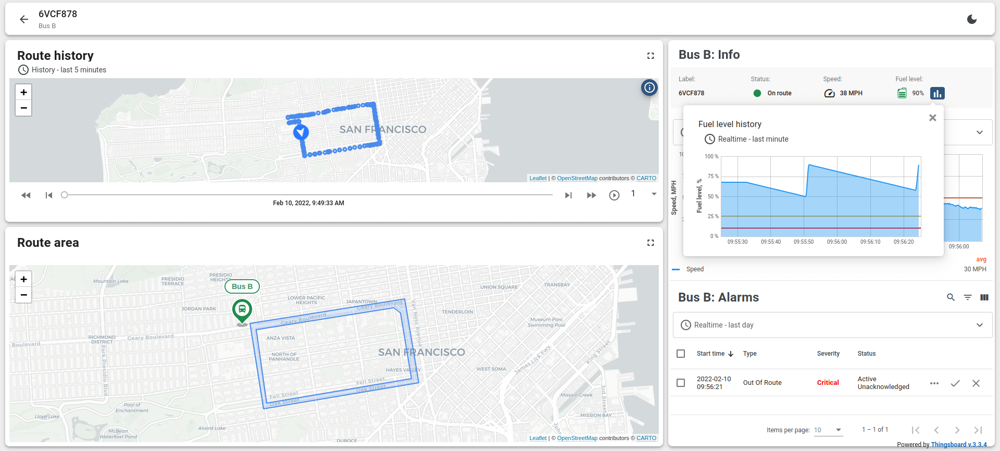 6VCF878
Bus B
Route history
History - last 5 minutes
+
−
SAN FRANCISCO
Leaflet | © OpenStreetMap contributors © CARTO
Feb 10, 2022, 9:49:33 AM
1
Route area
+
−
Mountain Lake
PRESIDIO
TERRACE
PRESIDIO
HEIGHTS
Bus B
JORDAN PARK
LOWER PACIFIC
HEIGHTS
JAPANTOWN
UNION SQUARE
TRANSBAY
TENDERLOIN
Geary Boulevard
Geary Boulevard
Van Ness Avenue
Museum Parc
Swimming Pool
RICHMOND
DISTRICT
Geary Boulevard
Boulevard
Park Presidio Blvd
ANZA VISTA
NORTH OF
PANHANDLE
SAN FRANCISCO
HAYES VALLEY
WEST SOMA
James Lick Fwy
King Street
Fell Street
Oak Street
Fell Street
Oak Street
3rd Street
Mission Creek
MISSION BAY
Pool of
Enchantment
Lloyd Lake
McBean
Waterfowl Pond
Alvord Lake
DUBOCE
Leaflet | © OpenStreetMap contributors © CARTO
Bus B: Info
Label:
Status:
Speed:
Fuel level:
6VCF878
On route
38 MPH
90%
Fuel level history
Realtime - last minute
100 %
75 %
50 %
25 %
0 %
Fuel level, %
09:55:30
09:55:40
09:55:50
09:56:00
09:56:10
09:56:20
Speed, MPH
09:56:00
avg
Speed
30 MPH
Bus B: Alarms
Realtime - last day
Start time
Type
Severity
Status
2022-02-10
09:56:21
Out Of Route
Critical
Active
Unacknowledged
Items per page: 10
1 – 1 of 1
Powered by Thingsboard v.3.3.4